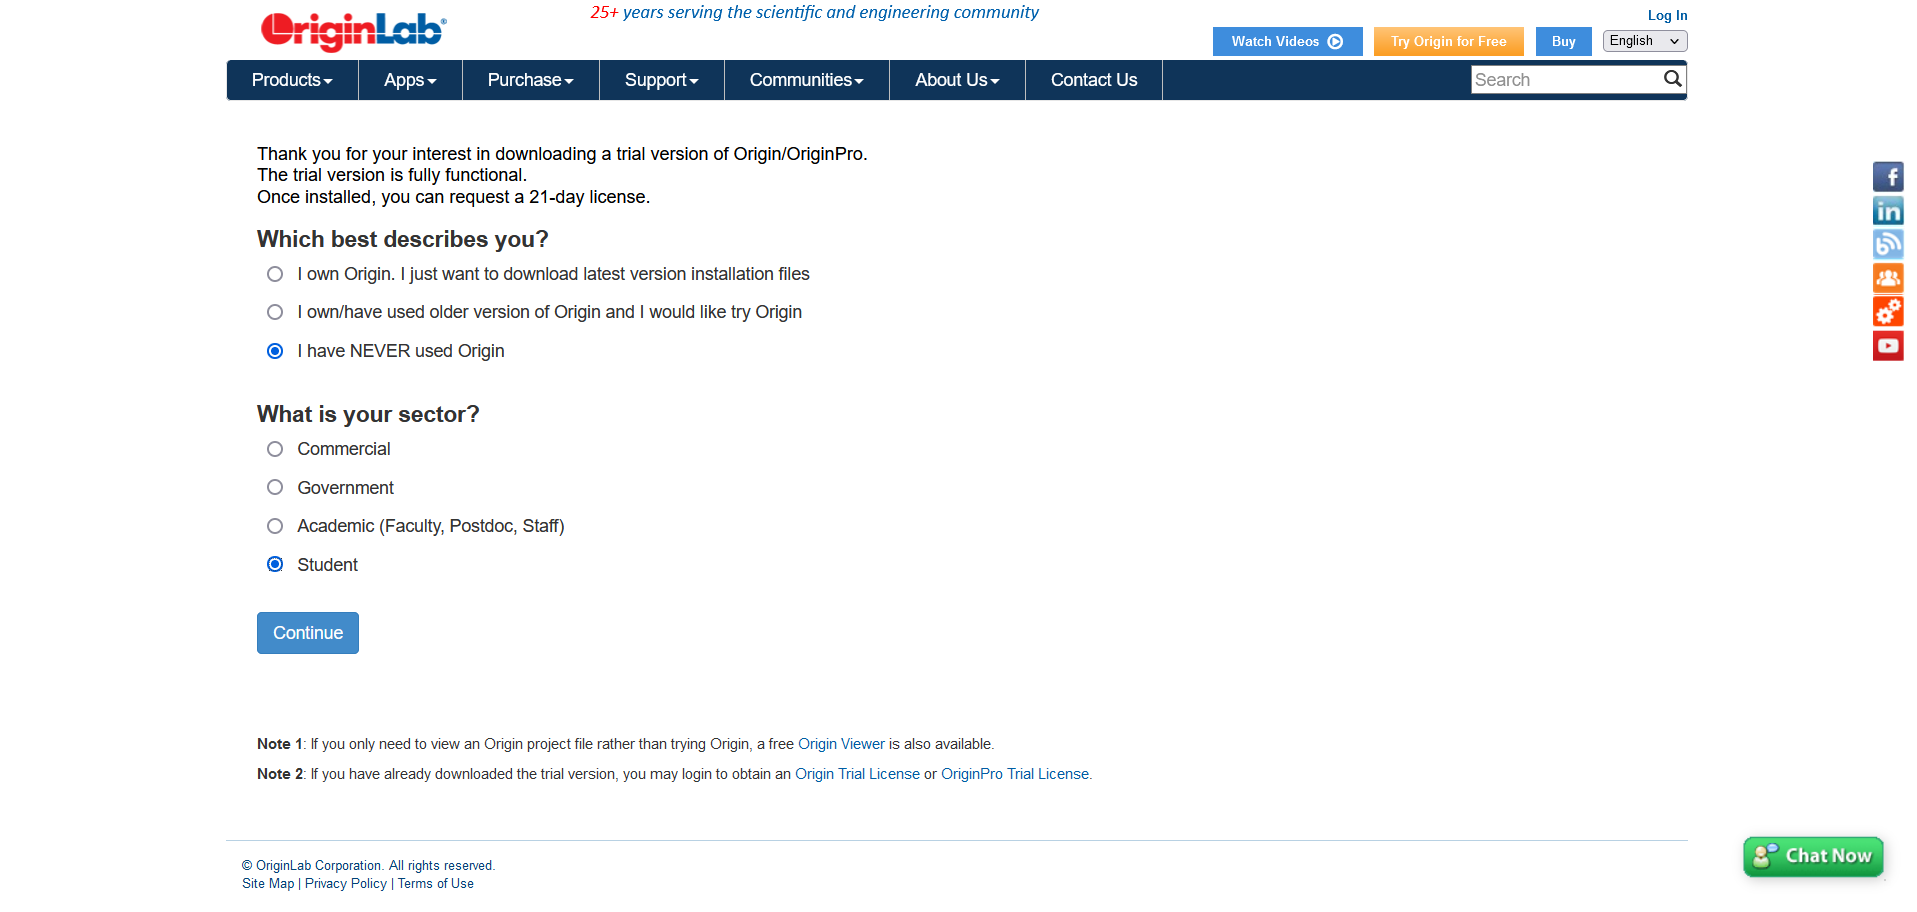 OriginLab®
25+ years serving the scientific and engineering community
Log In
Watch Videos
Try Origin for Free
Buy
English
Products
Apps
Purchase
Support
Communities
About Us
Contact Us
Search
Thank you for your interest in downloading a trial version of Origin/OriginPro.
The trial version is fully functional.
Once installed, you can request a 21-day license.
Which best describes you?
I own Origin. I just want to download latest version installation files
I own/have used older version of Origin and I would like try Origin
I have NEVER used Origin
What is your sector?
Commercial
Government
Academic (Faculty, Postdoc, Staff)
Student
Continue
Note 1: If you only need to view an Origin project file rather than trying Origin, a free Origin Viewer is also available.
Note 2: If you have already downloaded the trial version, you may login to obtain an Origin Trial License or OriginPro Trial License.
© OriginLab Corporation. All rights reserved.
Site Map | Privacy Policy | Terms of Use
Chat Now